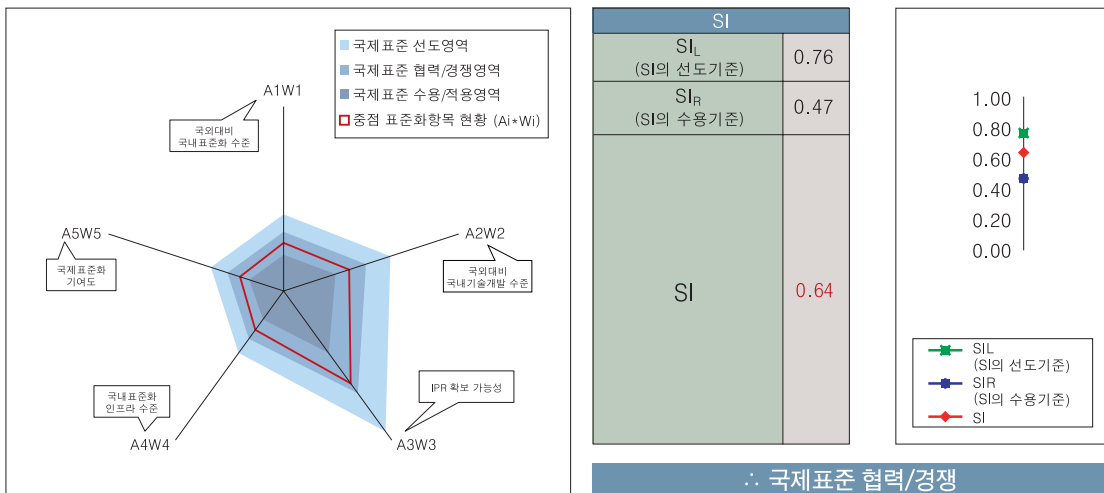 국제표준 선도영역
국제표준 협력/경쟁영역
국제표준 수용/적용영역
중점 표준화항목 현황 (Ai*Wi)
A1W1
국외대비
국내표준화 수준
A2W2
국외대비
국내기술개발 수준
A5W5
국제표준화
기여도
국내표준화
인프라 수준
A4W4
IPR 확보 가능성
A3W3
SI
SIL
(SI의 선도기준)
0.76
SIR
(SI의 수용기준)
0.47
SI
0.64
1.00
0.80
0.60
0.40
0.20
0.00
SIL
(SI의 선도기준)
SIR
(SI의 수용기준)
SI
∴ 국제표준 협력/경쟁